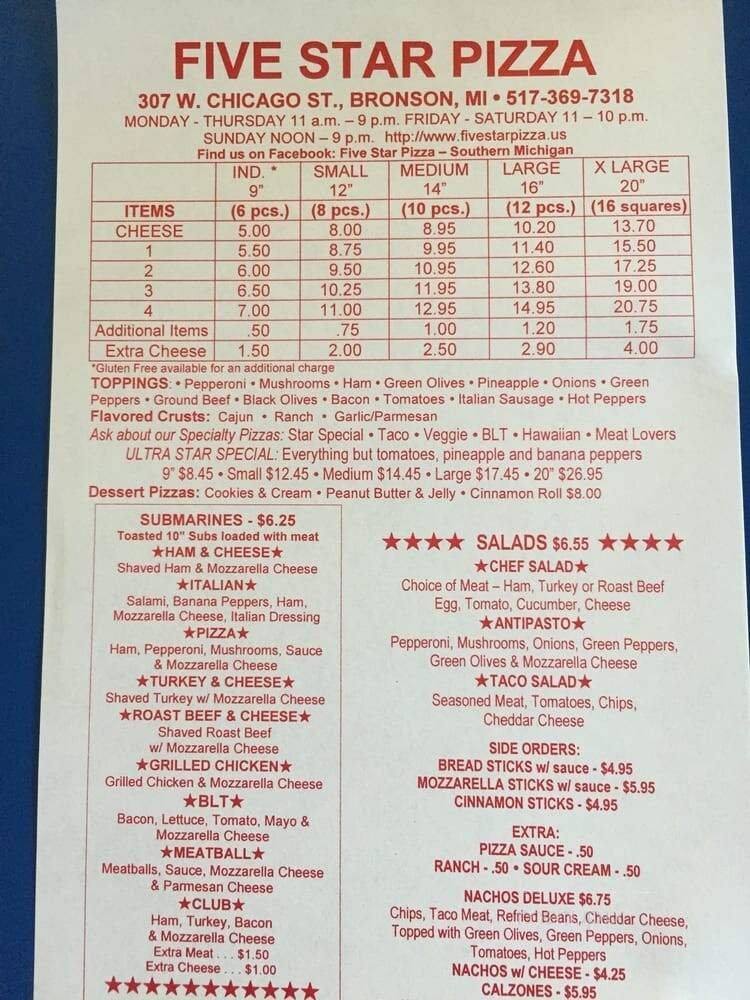 FIVE STAR PIZZA
307 W. CHICAGO ST., BRONSON, MI • 517-369-7318
MONDAY - THURSDAY 11 a.m. – 9 p.m. FRIDAY - SATURDAY 11 – 10 p.m.
SUNDAY NOON – 9 p.m. http://www.fivestarpizza.us
Find us on Facebook: Five Star Pizza – Southern Michigan
IND. * SMALL MEDIUM LARGE X LARGE
9" 12" 14" 16" 20"
ITEMS (6 pcs.) (8 pcs.) (10 pcs.) (12 pcs.) (16 squares)
CHEESE 5.00 8.00 8.95 10.20 13.70
1 5.50 8.75 9.95 11.40 15.50
2 6.00 9.50 10.95 12.60 17.25
3 6.50 10.25 11.95 13.80 19.00
4 7.00 11.00 12.95 14.95 20.75
Additional Items .50 .75 1.00 1.20 1.75
Extra Cheese 1.50 2.00 2.50 2.90 4.00
*Gluten Free available for an additional charge
TOPPINGS: • Pepperoni • Mushrooms • Ham • Green Olives • Pineapple • Onions • Green
Peppers • Ground Beef • Black Olives • Bacon • Tomatoes • Italian Sausage • Hot Peppers
Flavored Crusts: Cajun • Ranch • Garlic/Parmesan
Ask about our Specialty Pizzas: Star Special • Taco • Veggie • BLT • Hawaiian • Meat Lovers
ULTRA STAR SPECIAL: Everything but tomatoes, pineapple and banana peppers
9" $8.45 • Small $12.45 • Medium $14.45 • Large $17.45 • 20" $26.95
Dessert Pizzas: Cookies & Cream • Peanut Butter & Jelly • Cinnamon Roll $8.00
SUBMARINES - $6.25
Toasted 10" Subs loaded with meat
★HAM & CHEESE★
Shaved Ham & Mozzarella Cheese
★ITALIAN★
Salami, Banana Peppers, Ham,
Mozzarella Cheese, Italian Dressing
★PIZZA★
Ham, Pepperoni, Mushrooms, Sauce
& Mozzarella Cheese
★TURKEY & CHEESE★
Shaved Turkey w/ Mozzarella Cheese
★ROAST BEEF & CHEESE★
Shaved Roast Beef
w/ Mozzarella Cheese
★GRILLED CHICKEN★
Grilled Chicken & Mozzarella Cheese
★BLT★
Bacon, Lettuce, Tomato, Mayo &
Mozzarella Cheese
★MEATBALL★
Meatballs, Sauce, Mozzarella Cheese
& Parmesan Cheese
★CLUB★
Ham, Turkey, Bacon
& Mozzarella Cheese
Extra Meat . . . $1.50
Extra Cheese . . . $1.00
★★★★★★★★★★★
★★★★ SALADS $6.55 ★★★★
★CHEF SALAD★
Choice of Meat – Ham, Turkey or Roast Beef
Egg, Tomato, Cucumber, Cheese
★ANTIPASTO★
Pepperoni, Mushrooms, Onions, Green Peppers,
Green Olives & Mozzarella Cheese
★TACO SALAD★
Seasoned Meat, Tomatoes, Chips,
Cheddar Cheese
SIDE ORDERS:
BREAD STICKS w/ sauce - $4.95
MOZZARELLA STICKS w/ sauce - $5.95
CINNAMON STICKS - $4.95
EXTRA:
PIZZA SAUCE - .50
RANCH - .50 • SOUR CREAM - .50
NACHOS DELUXE $6.75
Chips, Taco Meat, Refried Beans, Cheddar Cheese,
Topped with Green Olives, Green Peppers, Onions,
Tomatoes, Hot Peppers
NACHOS w/ CHEESE - $4.25
CALZONES - $5.95